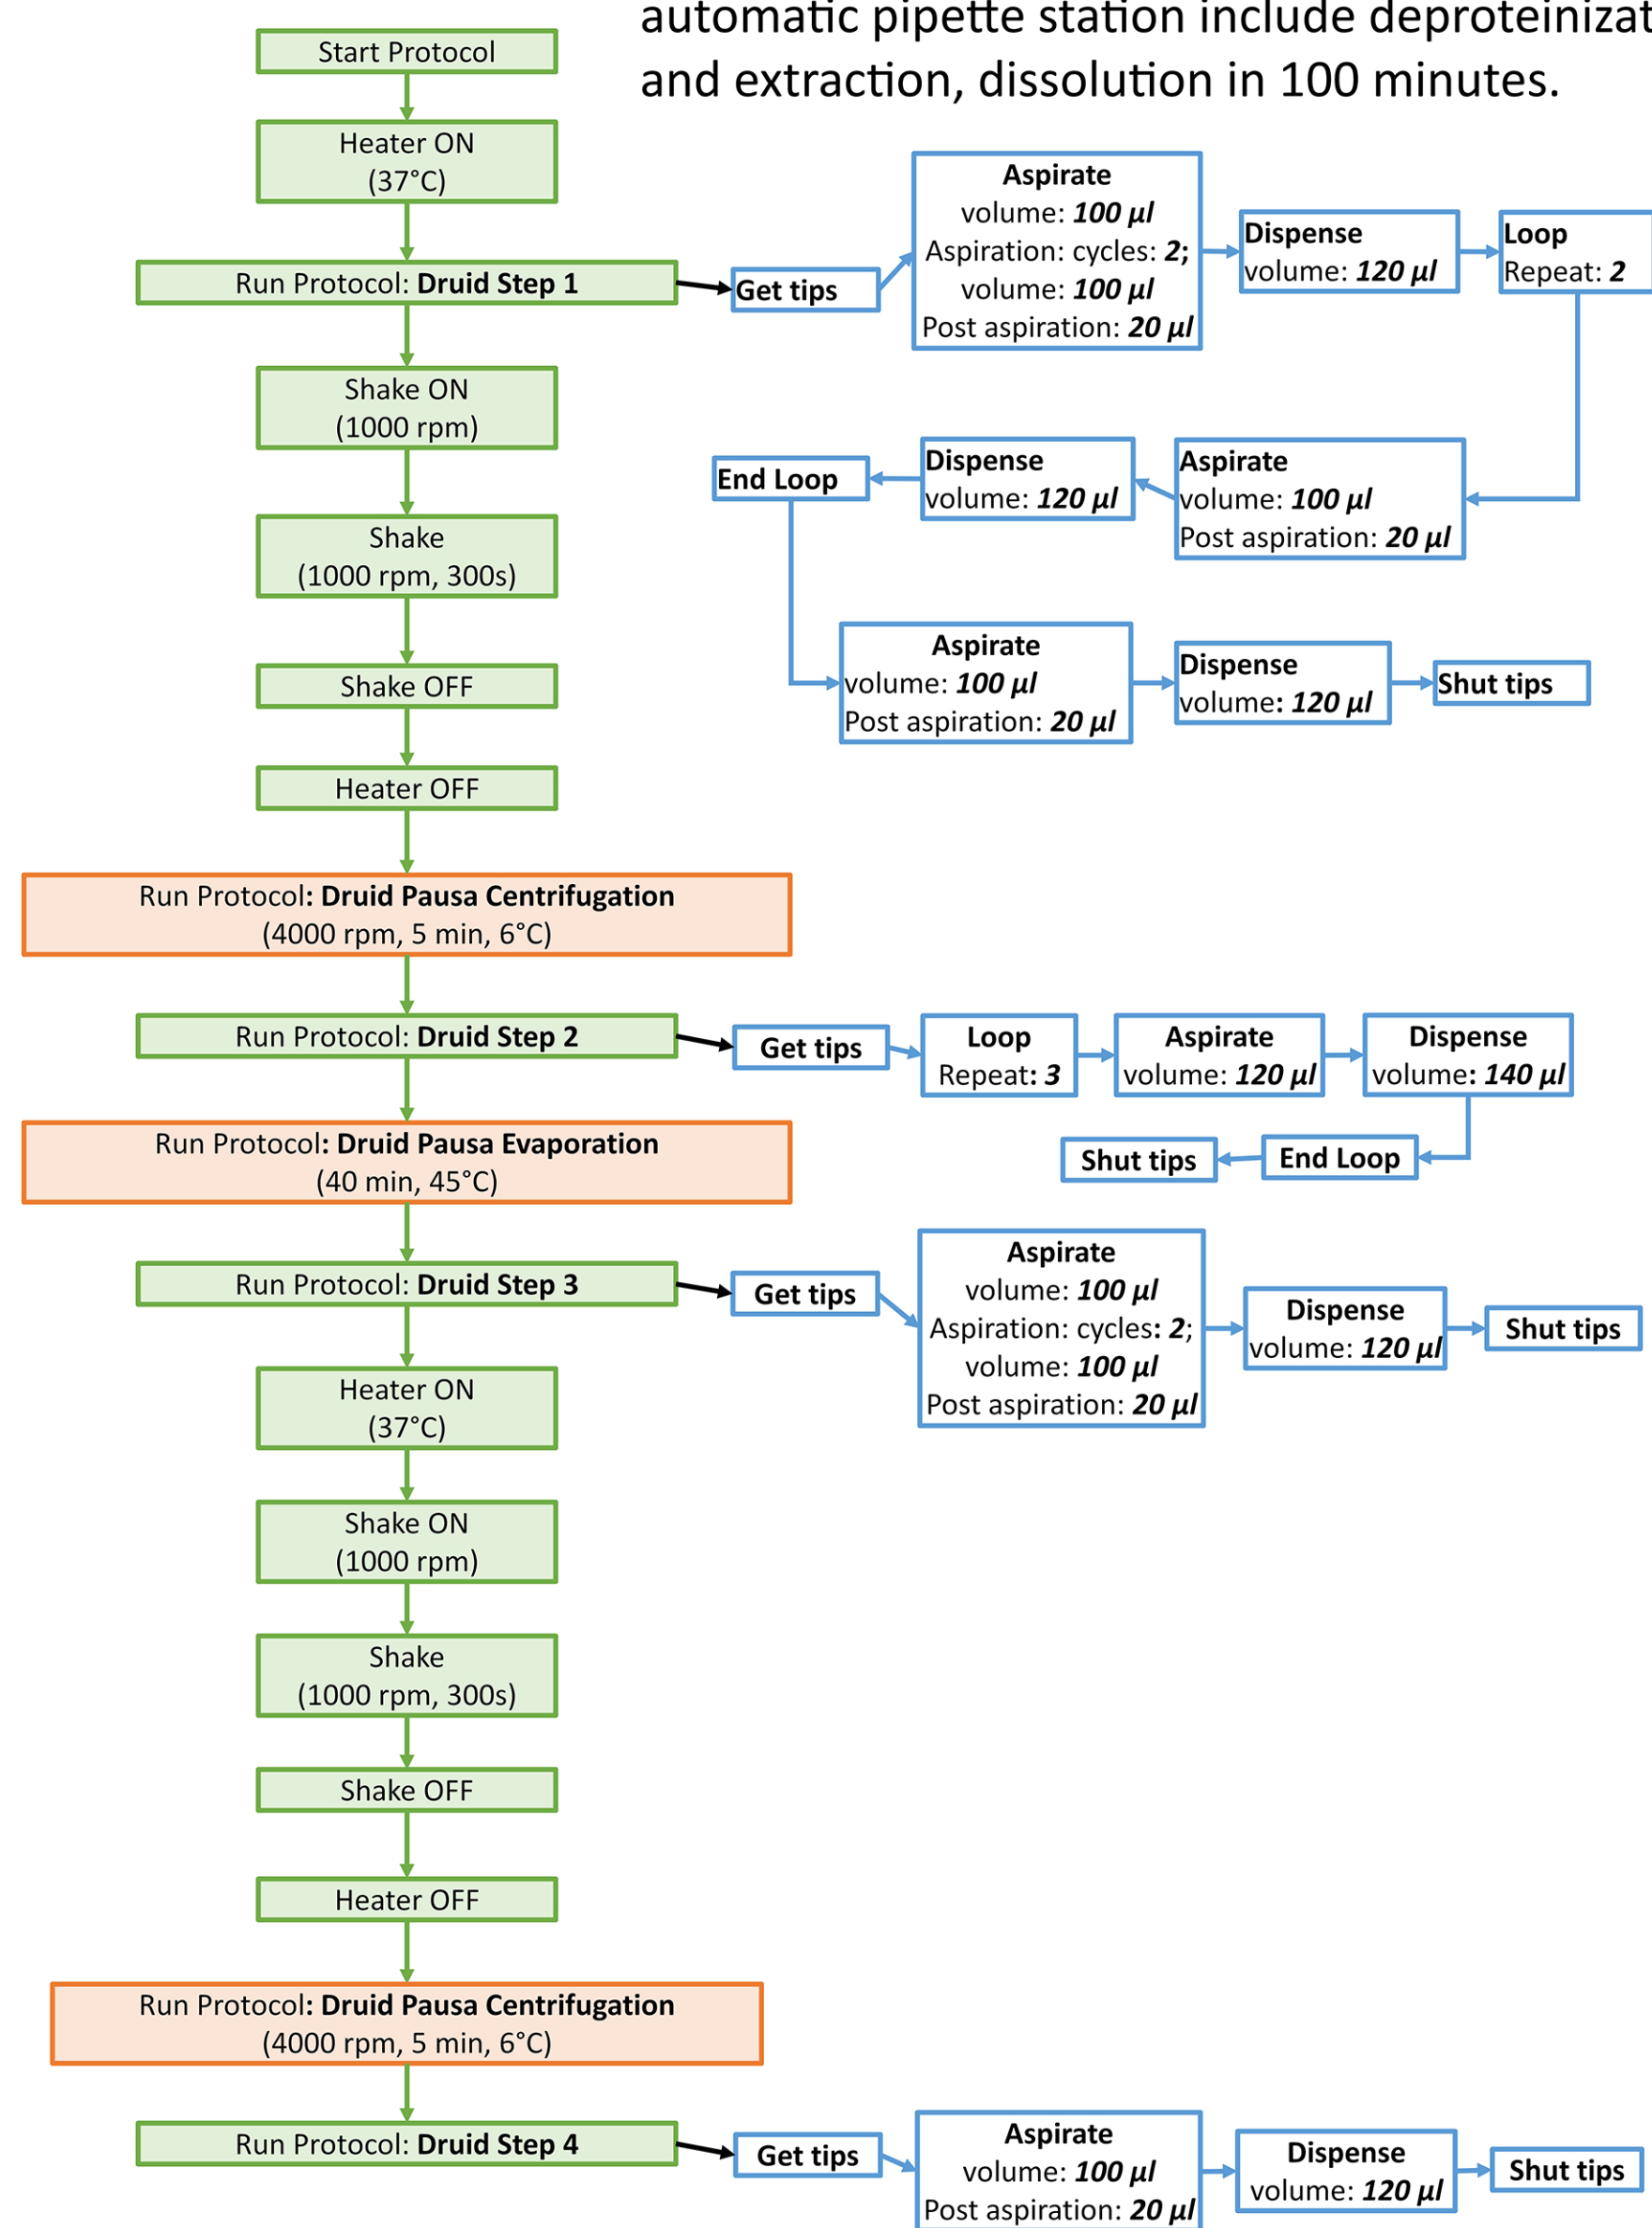 automatic pipette station include deproteinizat
and extraction, dissolution in 100 minutes.
Start Protocol
Heater ON
(37°C)
Run Protocol: Druid Step 1
Get tips
Aspirate
volume: 100 µl
Aspiration: cycles: 2;
volume: 100 µl
Post aspiration: 20 µl
Dispense
volume: 120 µl
Loop
Repeat: 2
Aspirate
volume: 100 µl
Post aspiration: 20 µl
Dispense
volume: 120 µl
End Loop
Aspirate
volume: 100 µl
Post aspiration: 20 µl
Dispense
volume: 120 µl
Shut tips
Shake ON
(1000 rpm)
Shake
(1000 rpm, 300s)
Shake OFF
Heater OFF
Run Protocol: Druid Pausa Centrifugation
(4000 rpm, 5 min, 6°C)
Run Protocol: Druid Step 2
Get tips
Loop
Repeat: 3
Aspirate
volume: 120 µl
Dispense
volume: 140 µl
End Loop
Shut tips
Run Protocol: Druid Pausa Evaporation
(40 min, 45°C)
Run Protocol: Druid Step 3
Get tips
Aspirate
volume: 100 µl
Aspiration: cycles: 2;
volume: 100 µl
Post aspiration: 20 µl
Dispense
volume: 120 µl
Shut tips
Heater ON
(37°C)
Shake ON
(1000 rpm)
Shake
(1000 rpm, 300s)
Shake OFF
Heater OFF
Run Protocol: Druid Pausa Centrifugation
(4000 rpm, 5 min, 6°C)
Run Protocol: Druid Step 4
Get tips
Aspirate
volume: 100 µl
Post aspiration: 20 µl
Dispense
volume: 120 µl
Shut tips